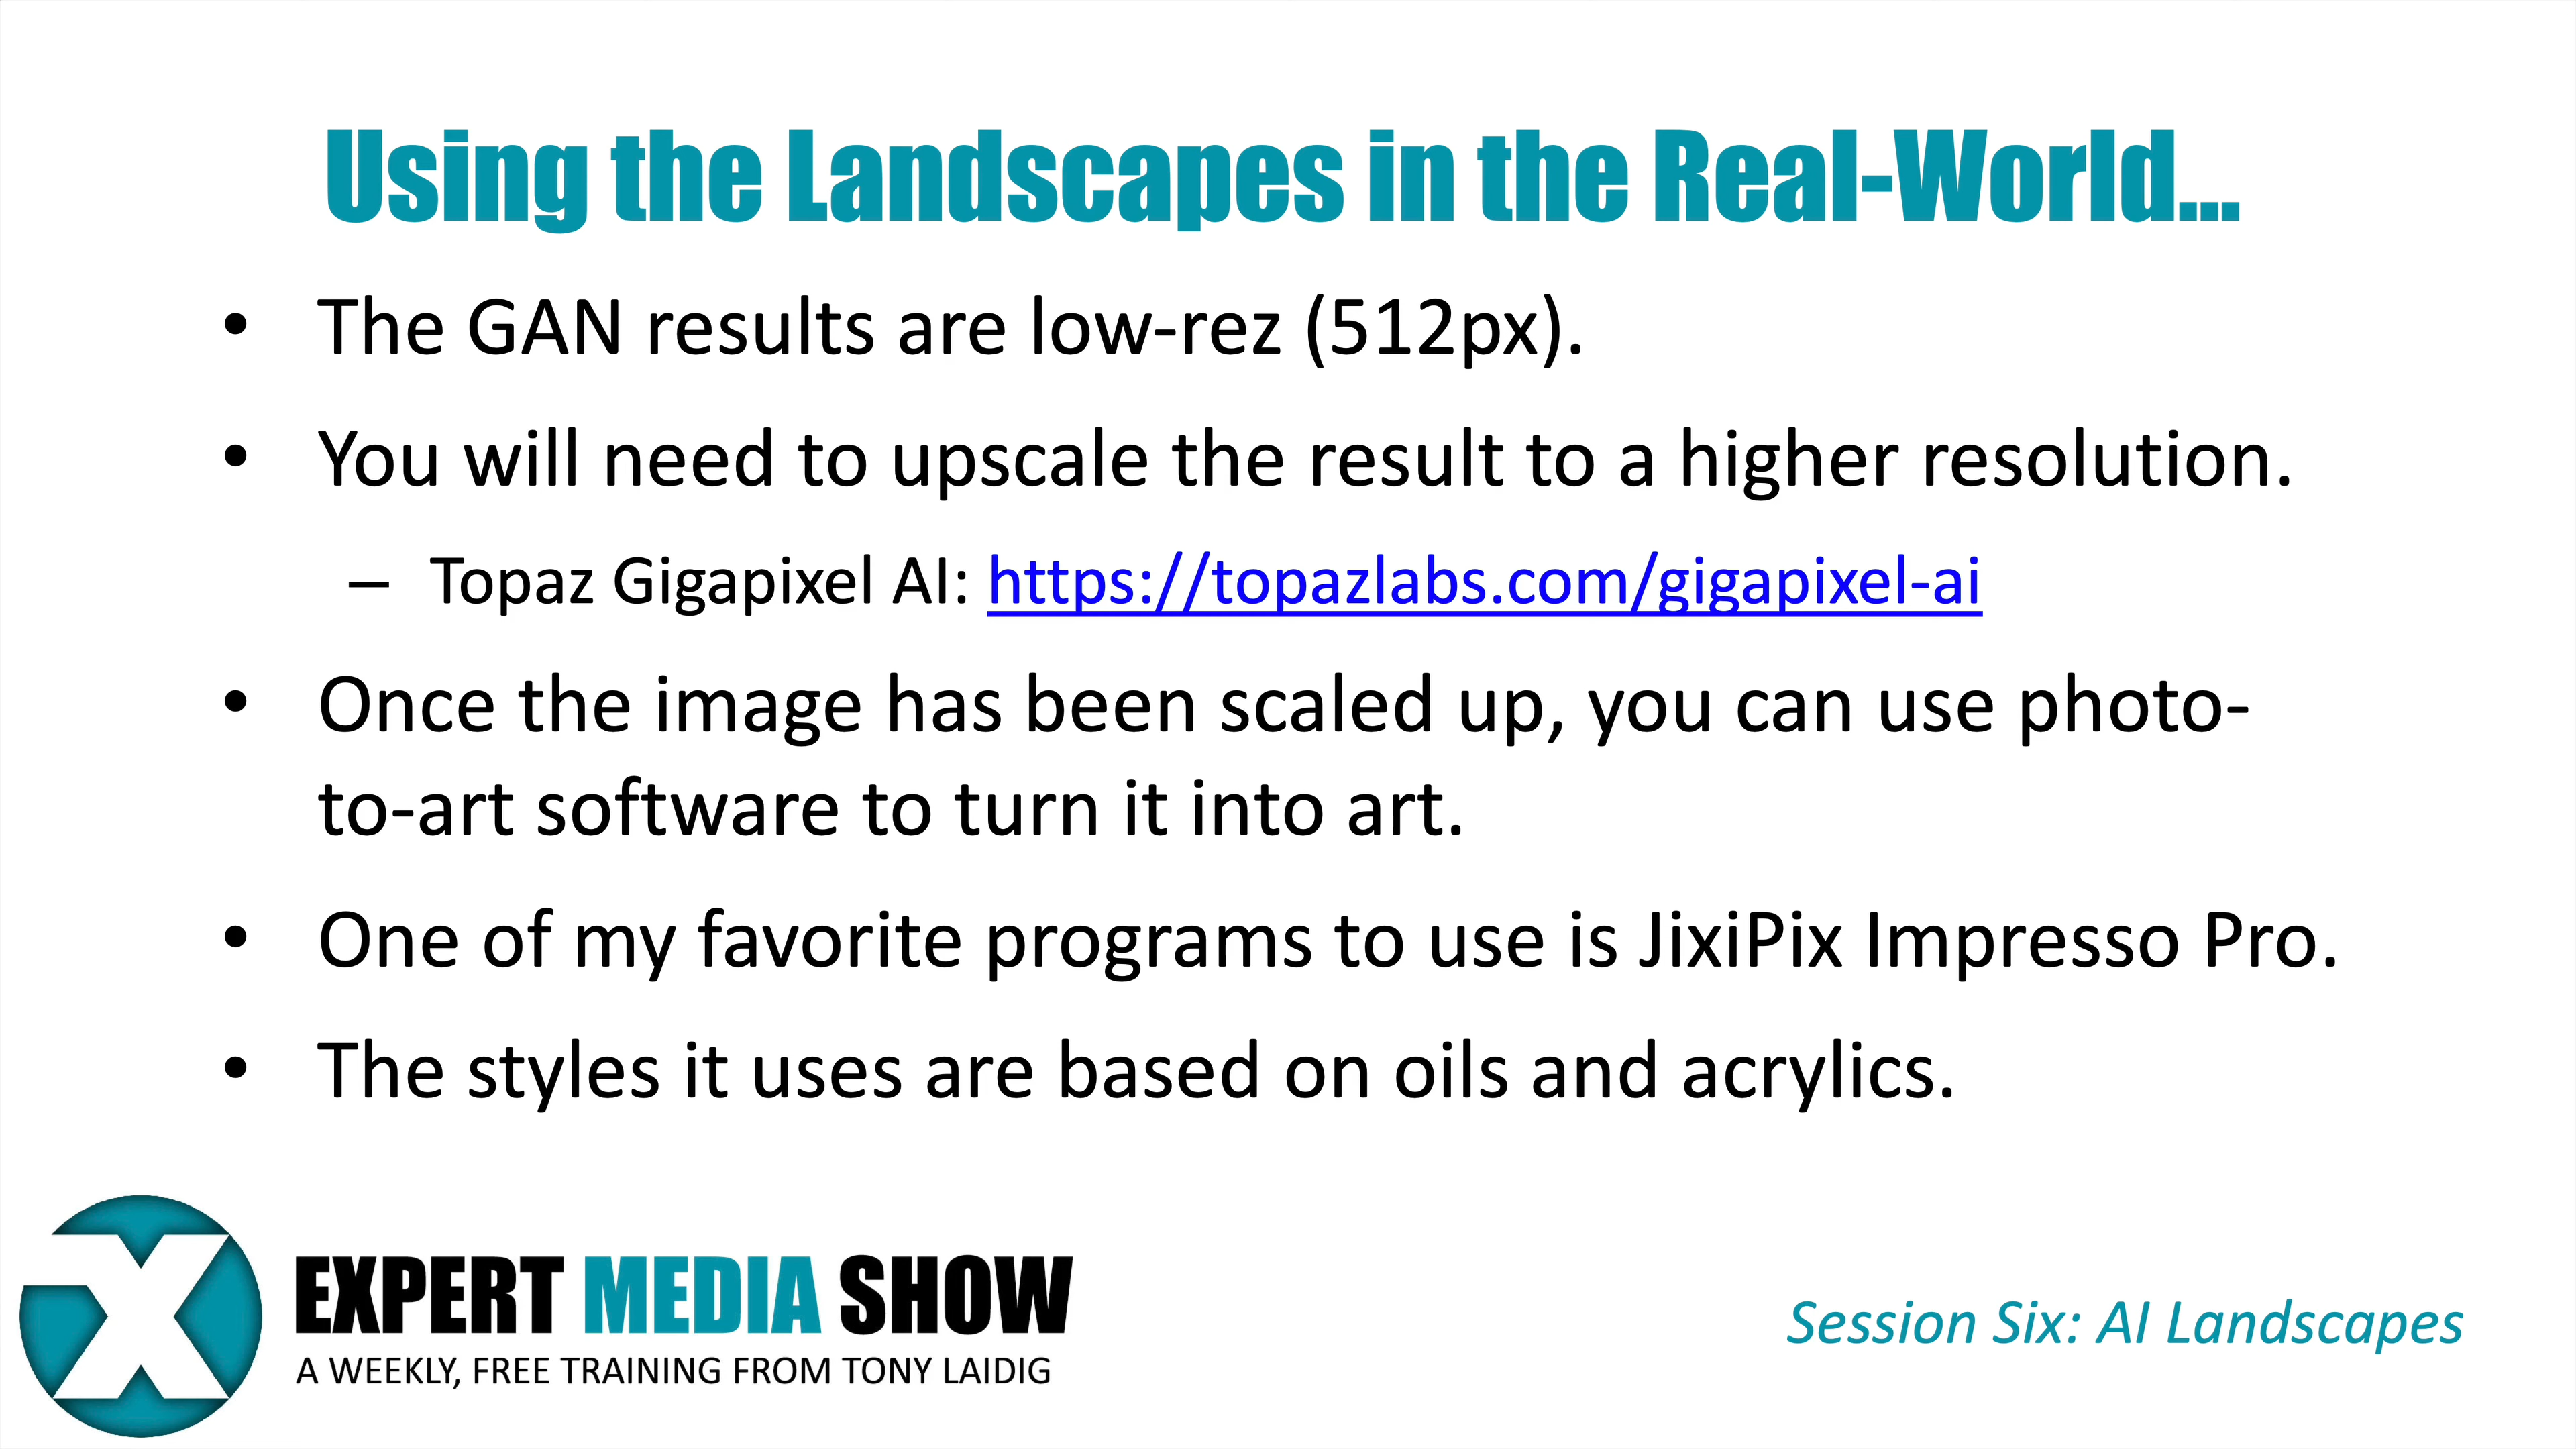 Using the Landscapes in the Real-World...
• The GAN results are low-rez (512px).
• You will need to upscale the result to a higher resolution.
– Topaz Gigapixel AI: https://topazlabs.com/gigapixel-ai
• Once the image has been scaled up, you can use photo-
to-art software to turn it into art.
• One of my favorite programs to use is JixiPix Impresso Pro.
• The styles it uses are based on oils and acrylics.
X
EXPERT MEDIA SHOW
A WEEKLY, FREE TRAINING FROM TONY LAIDIG
Session Six: AI Landscapes